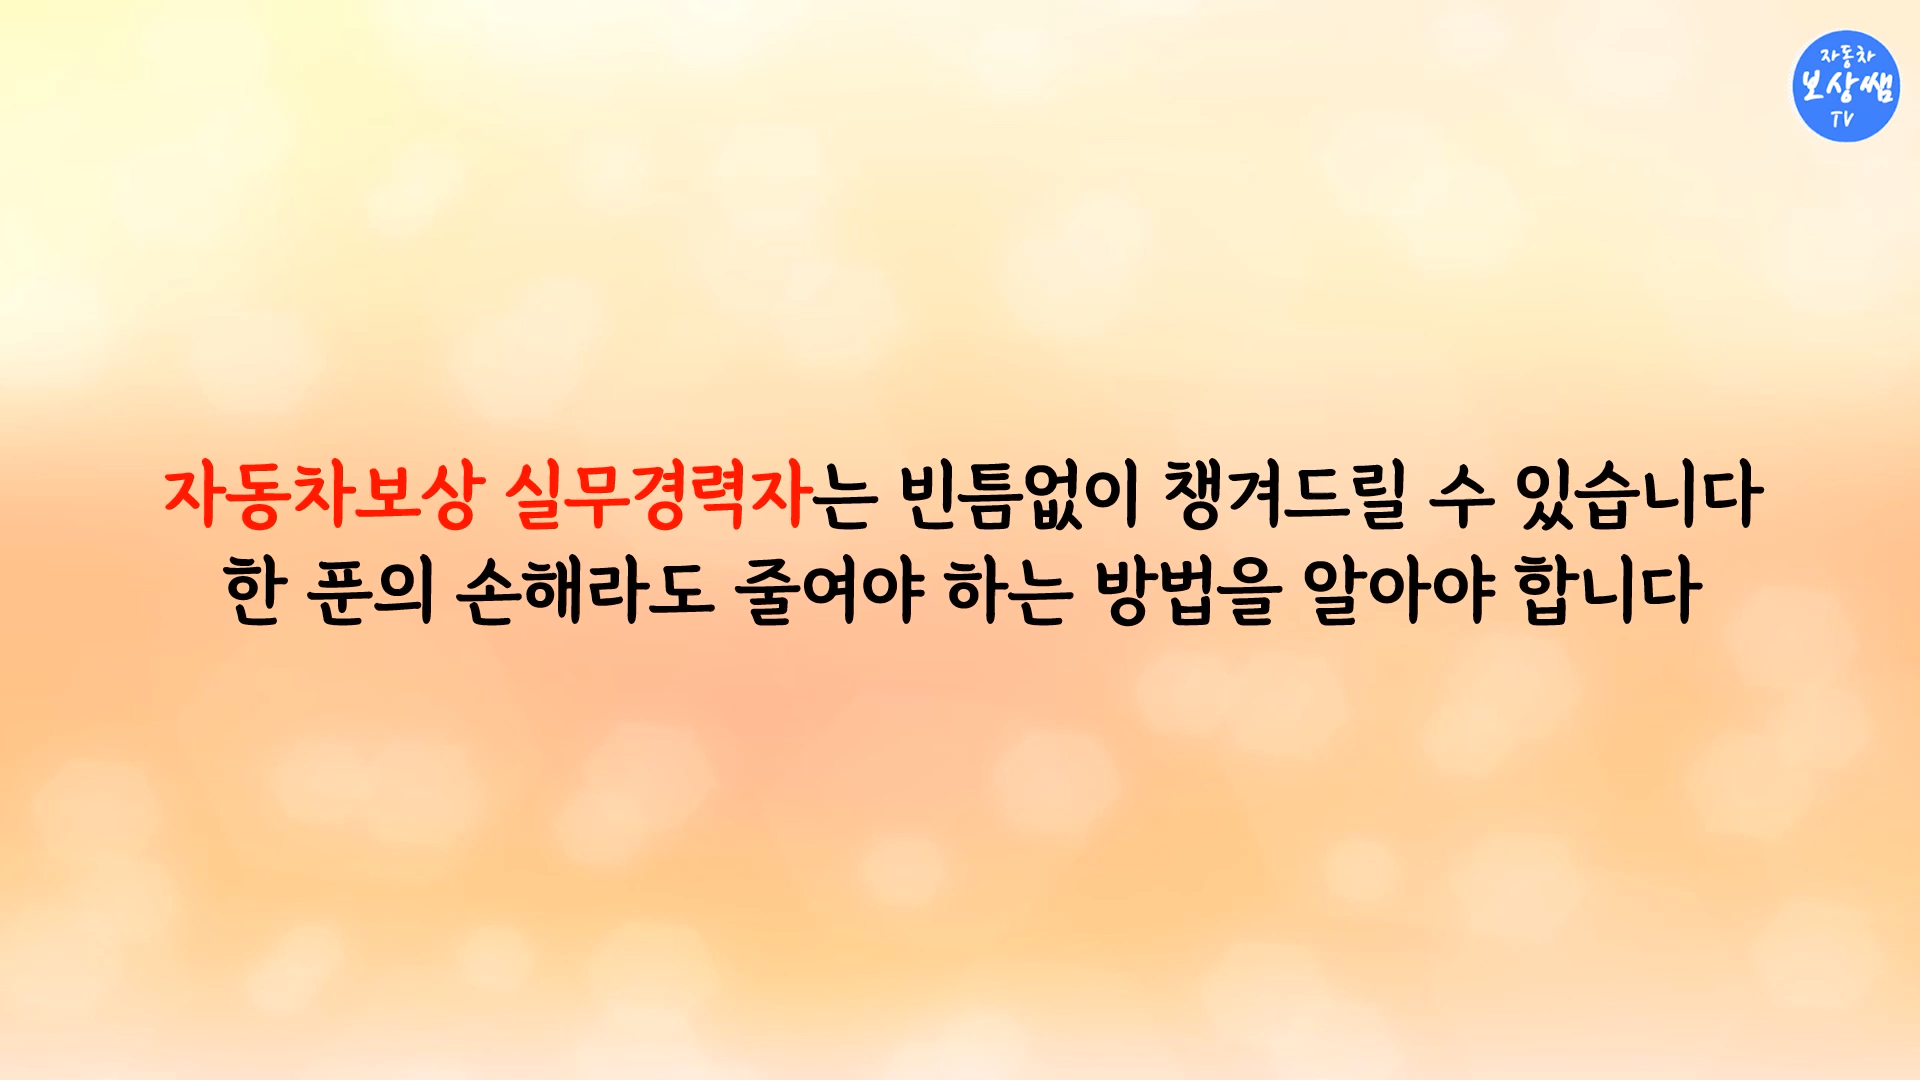 자동차
보상쌤
TV
자동차보상 실무경력자는 빈틈없이 챙겨드릴 수 있습니다
한 푼의 손해라도 줄여야 하는 방법을 알아야 합니다